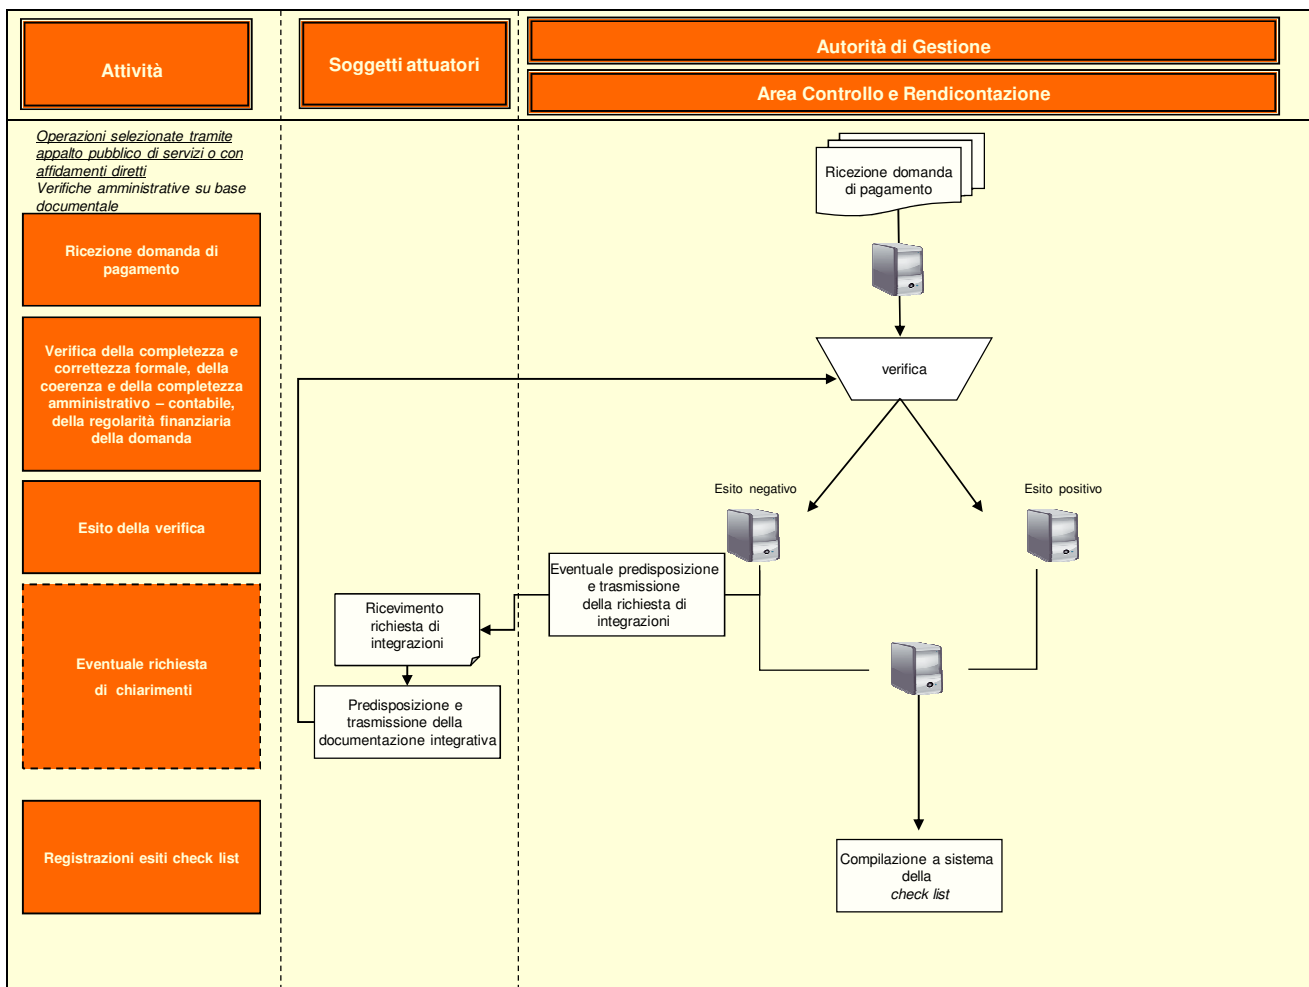 Attività
Soggetti attuatori
Autorità di Gestione
Area Controllo e Rendicontazione
Operazioni selezionate tramite
appalto pubblico di servizi o con
affidamenti diretti
Verifiche amministrative su base
documentale
Ricezione domanda
di pagamento
Ricezione domanda di
pagamento
Verifica della completezza e
correttezza formale, della
coerenza e della completezza
amministrativo – contabile,
della regolarità finanziaria
della domanda
verifica
Esito della verifica
Esito negativo
Esito positivo
Eventuale richiesta
di chiarimenti
Eventuale predisposizione
e trasmissione
della richiesta di
integrazioni
Ricevimento
richiesta di
integrazioni
Predisposizione e
trasmissione della
documentazione integrativa
Registrazioni esiti check list
Compilazione a sistema
della
check list